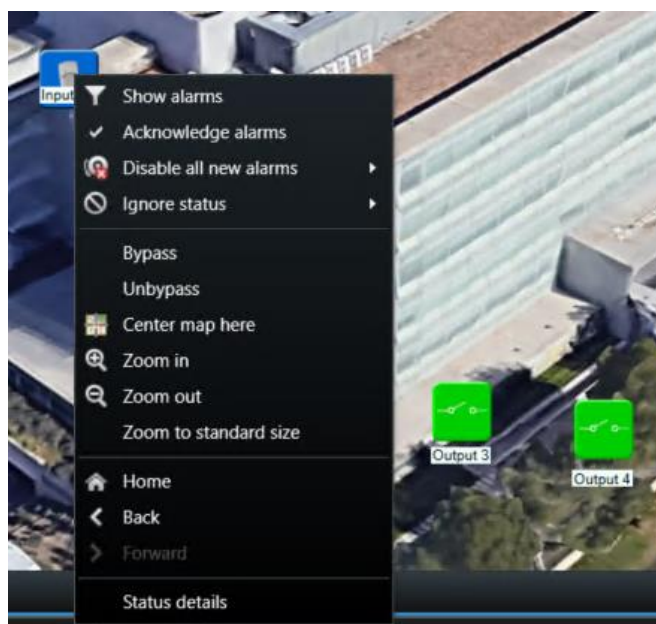 Input
Show alarms
Acknowledge alarms
Disable all new alarms
Ignore status
Bypass
Unbypass
Center map here
Zoom in
Zoom out
Zoom to standard size
Output 3
Output 4
Home
Back
Forward
Status details